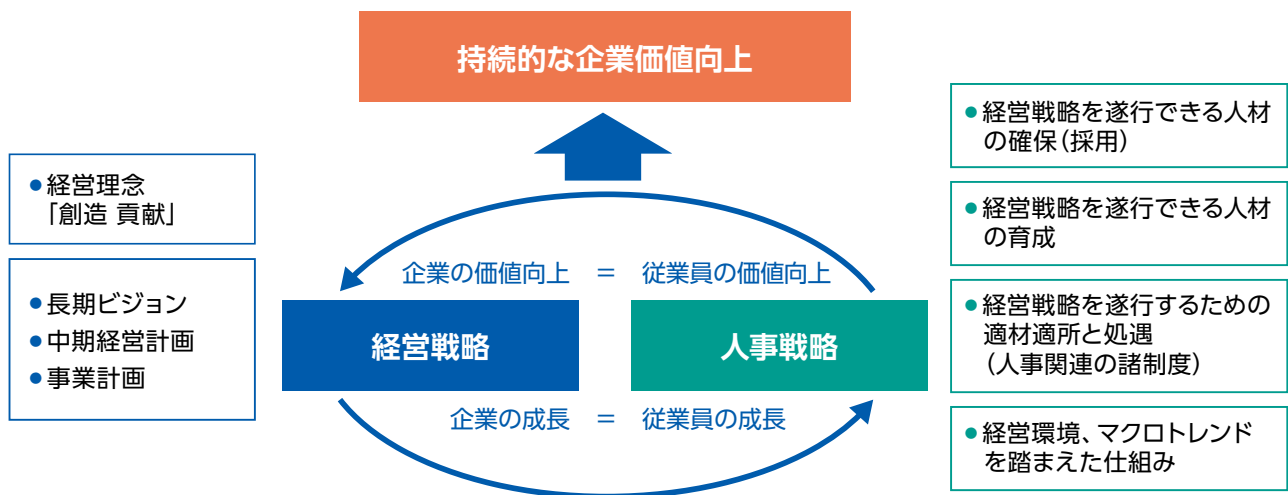 持続的な企業価値向上
●経営理念
「創造 貢献」
●長期ビジョン
●中期経営計画
●事業計画
企業の価値向上 ＝ 従業員の価値向上
経営戦略
人事戦略
企業の成長 ＝ 従業員の成長
●経営戦略を遂行できる人材
の確保（採用）
●経営戦略を遂行できる人材
の育成
●経営戦略を遂行するための
適材適所と処遇
（人事関連の諸制度）
●経営環境、マクロトレンド
を踏まえた仕組み